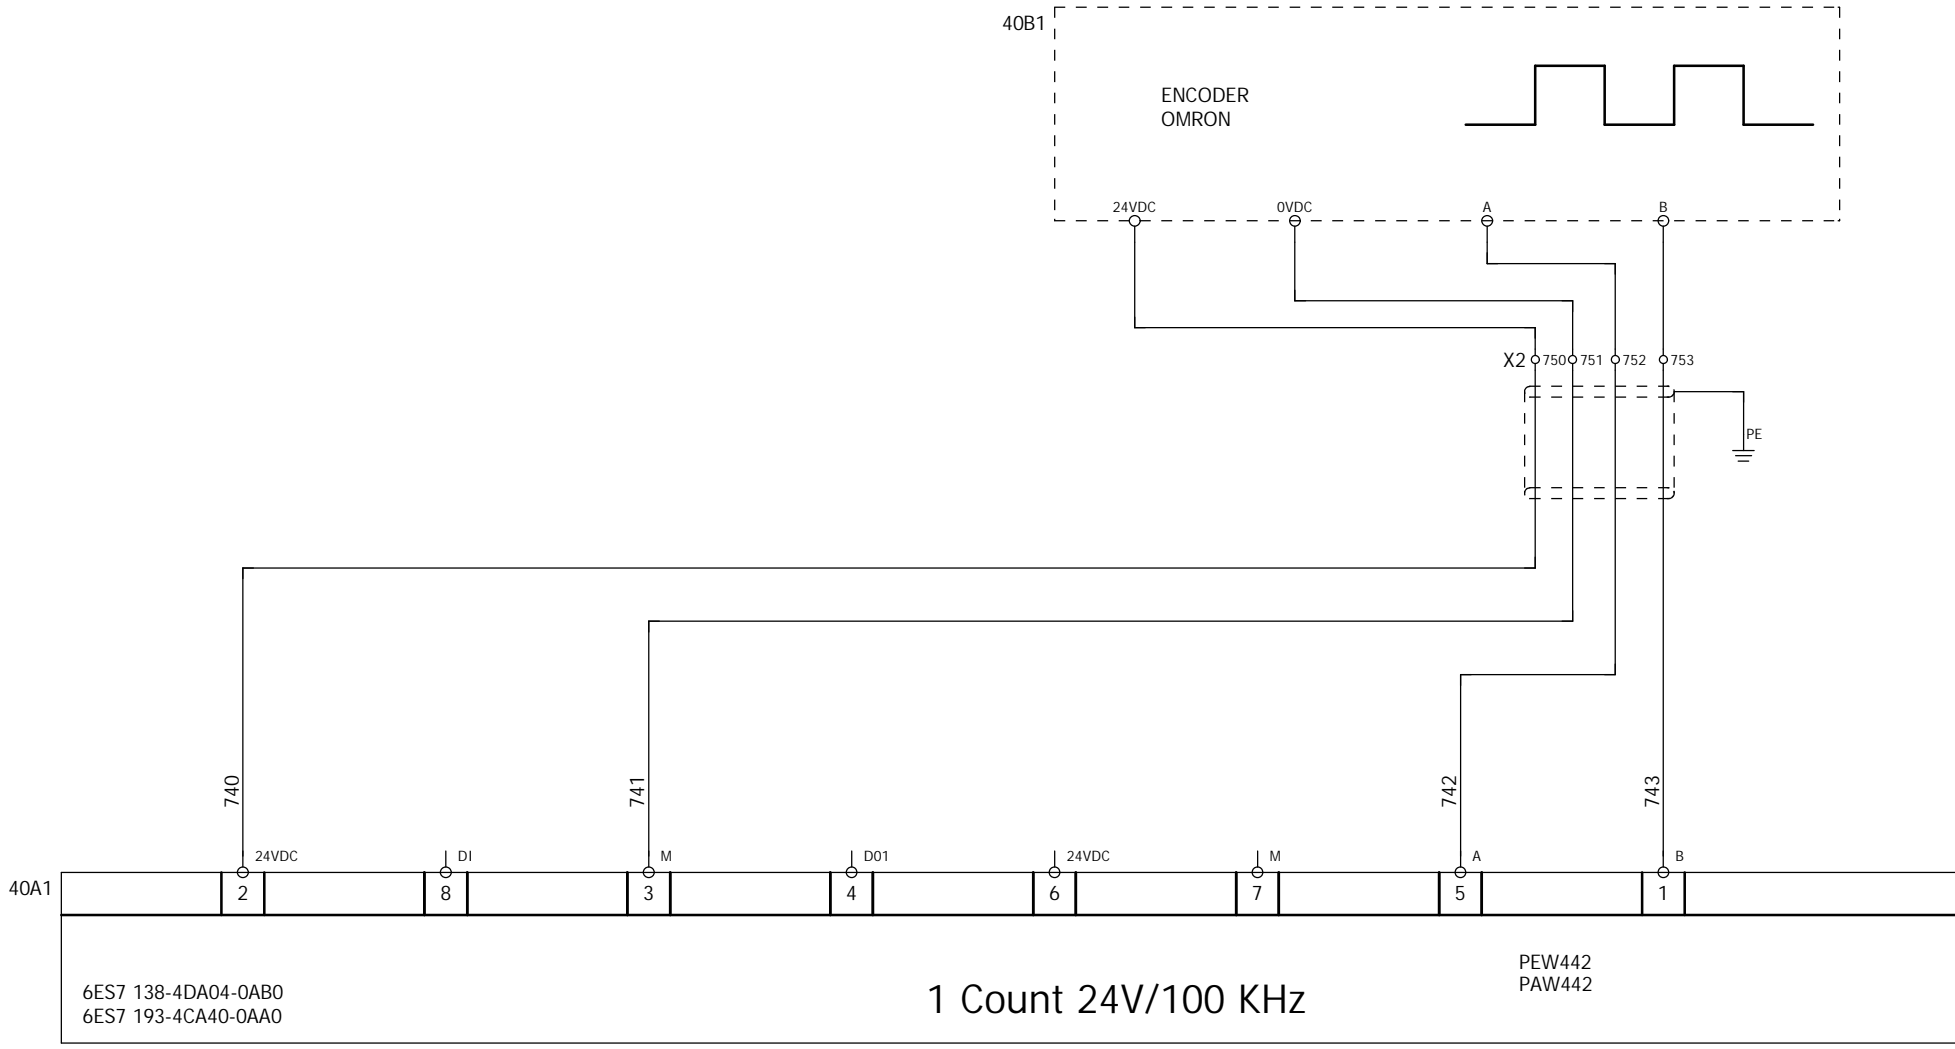 40B1
ENCODER
OMRON
24VDC
0VDC
A
B
X2
750
751
752
753
PE
740
741
742
743
24VDC
DI
M
D01
24VDC
M
A
B
40A1
2
8
3
4
6
7
5
1
6ES7 138-4DA04-0AB0
6ES7 193-4CA40-0AA0
1 Count 24V/100 KHz
PEW442
PAW442